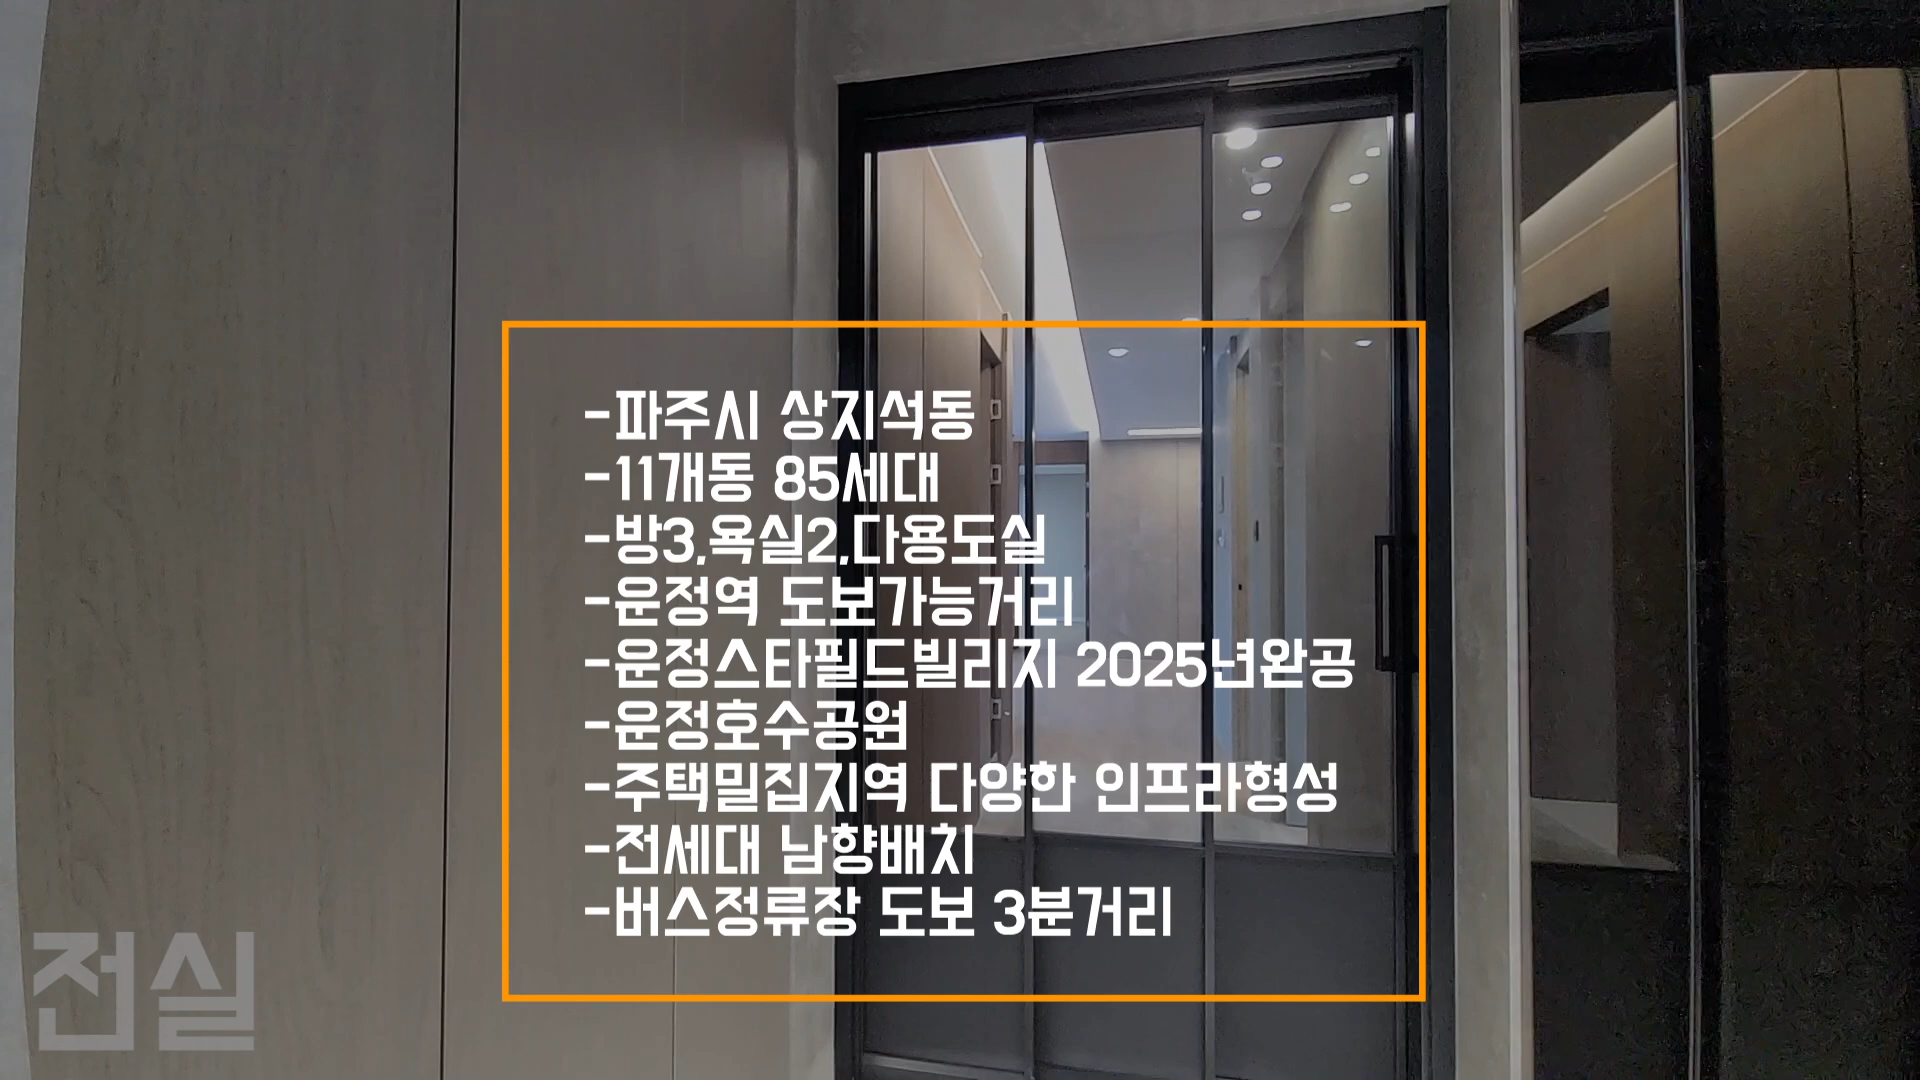 -파주시 상지석동
-11개동 85세대
-방3,욕실2,다용도실
-운정역 도보가능거리
-운정스타필드빌리지 2025년완공
-운정호수공원
-주택밀집지역 다양한 인프라형성
-전세대 남향배치
-버스정류장 도보 3분거리
전실